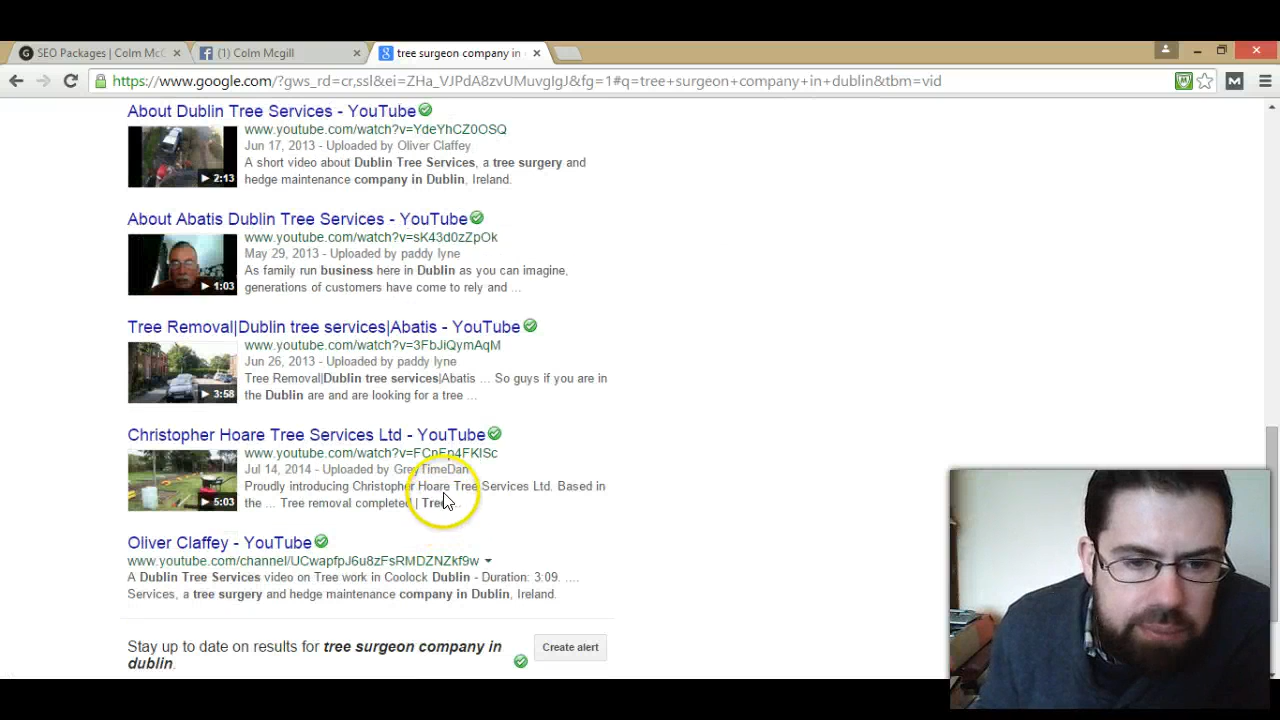 SEO Packages | Colm McG
(1) Colm Mcgill
tree surgeon company in
https://www.google.com/?gws_rd=cr,ssl&ei=ZHa_VJPdA8zvUMuvgIgJ&fg=1#q=tree+surgeon+company+in+dublin&tbm=vid
About Dublin Tree Services - YouTube
www.youtube.com/watch?v=YdeYhCZ0OSQ
Jun 17, 2013 - Uploaded by Oliver Claffey
A short video about Dublin Tree Services, a tree surgery and
hedge maintenance company in Dublin, Ireland.
2:13
About Abatis Dublin Tree Services - YouTube
www.youtube.com/watch?v=sK43d0zZpOk
May 29, 2013 - Uploaded by paddy lyne
As family run business here in Dublin as you can imagine,
generations of customers have come to rely and ...
1:03
Tree Removal|Dublin tree services|Abatis - YouTube
www.youtube.com/watch?v=3FbJiQymAqM
Jun 26, 2013 - Uploaded by paddy lyne
Tree Removal|Dublin tree services|Abatis ... So guys if you are in
the Dublin are and are looking for a tree ...
3:58
Christopher Hoare Tree Services Ltd - YouTube
www.youtube.com/watch?v=FCnEn4FKISc
Jul 14, 2014 - Uploaded by GreyTimeDan
Proudly introducing Christopher Hoare Tree Services Ltd. Based in
the ... Tree removal completed | Tree ...
5:03
Oliver Claffey - YouTube
www.youtube.com/channel/UCwapfpJ6u8zFsRMDZNZkf9w
A Dublin Tree Services video on Tree work in Coolock Dublin - Duration: 3:09. ....
Services, a tree surgery and hedge maintenance company in Dublin, Ireland.
Stay up to date on results for tree surgeon company in
dublin.
Create alert